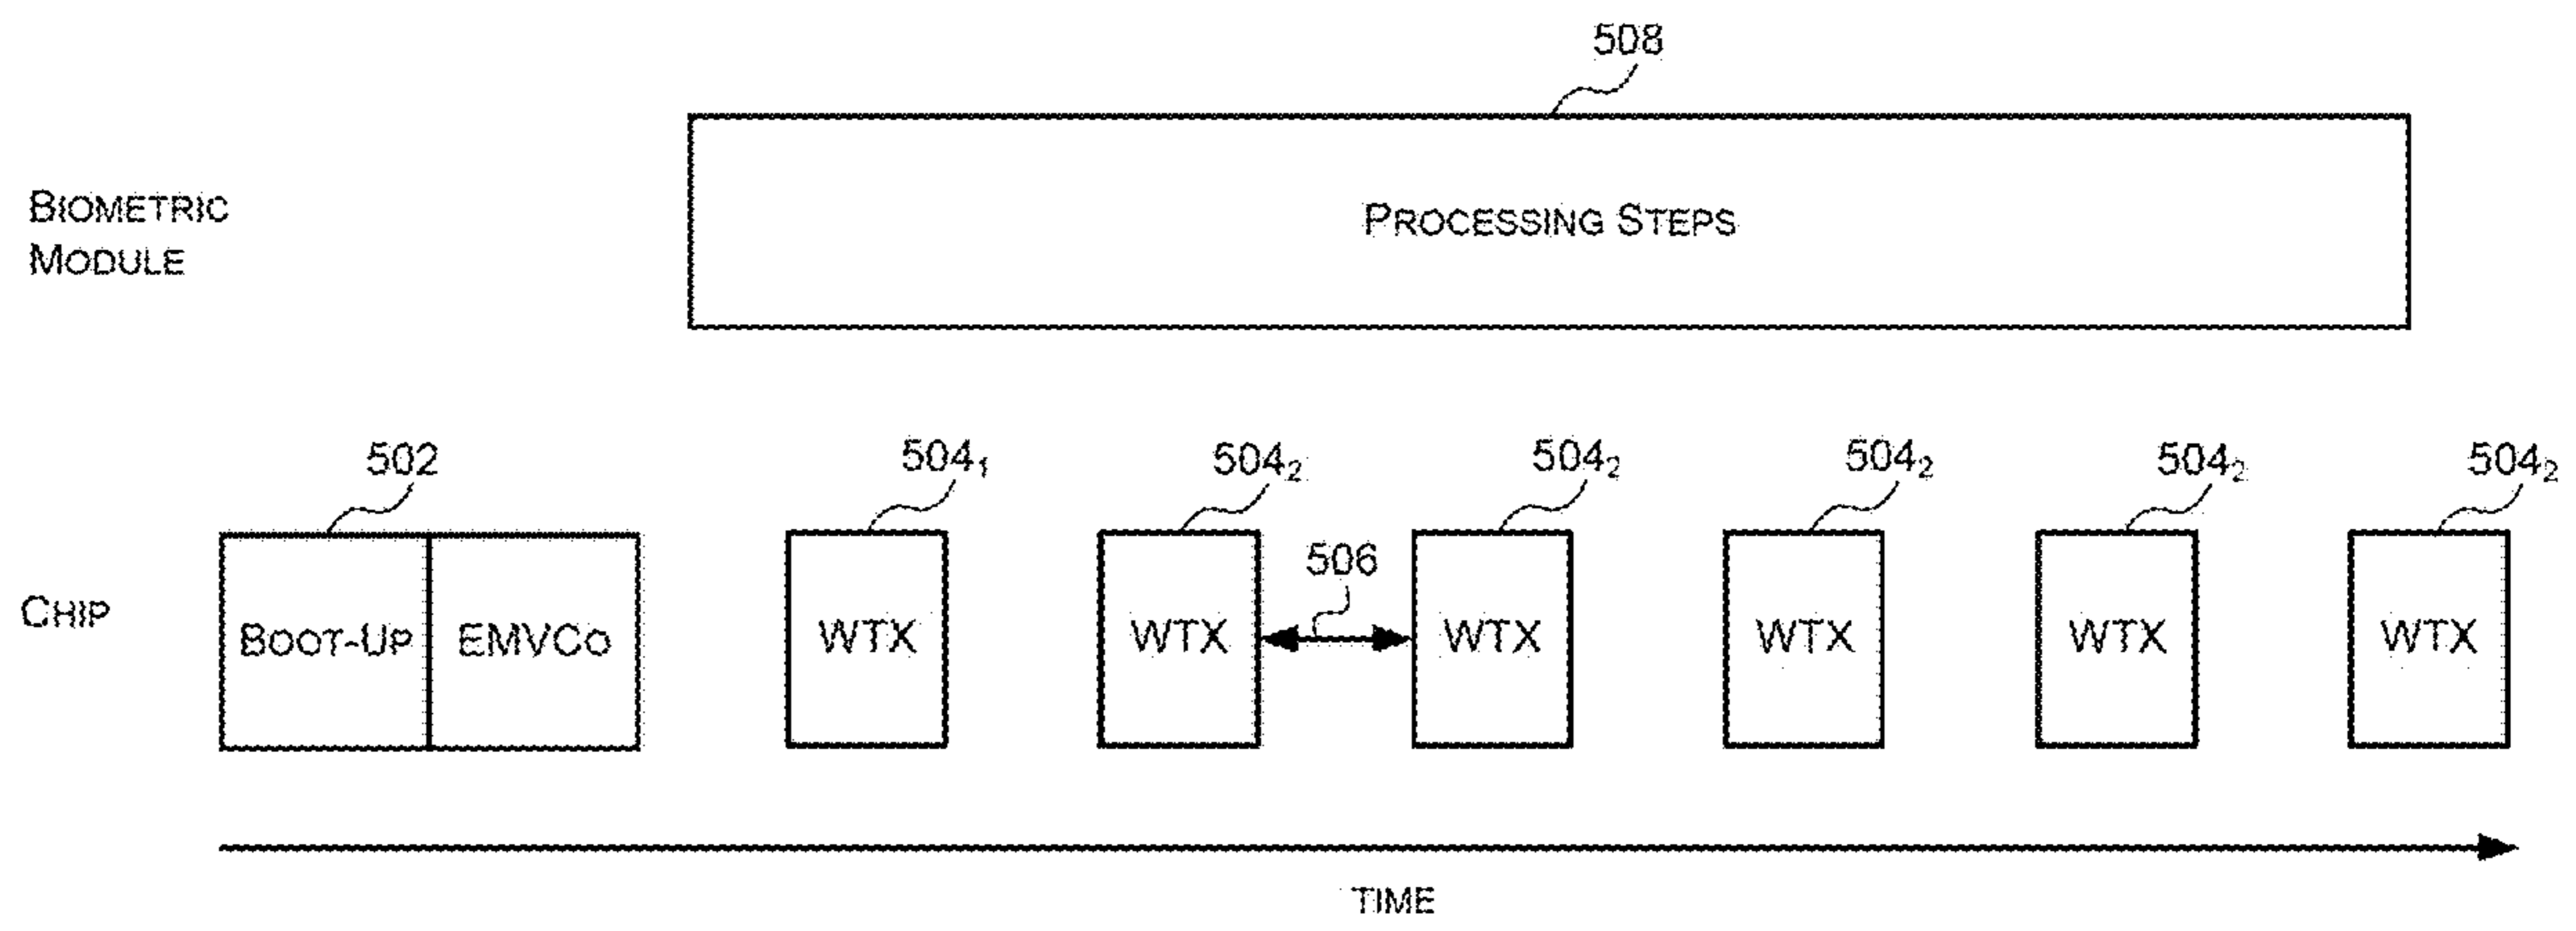 508
PROCESSING STEPS
BIOMETRIC
MODULE
502
504₁
504₂
504₂
504₂
504₂
504₂
506
CHIP
BOOT-UP
EMVCO
WTX
WTX
WTX
WTX
WTX
WTX
TIME